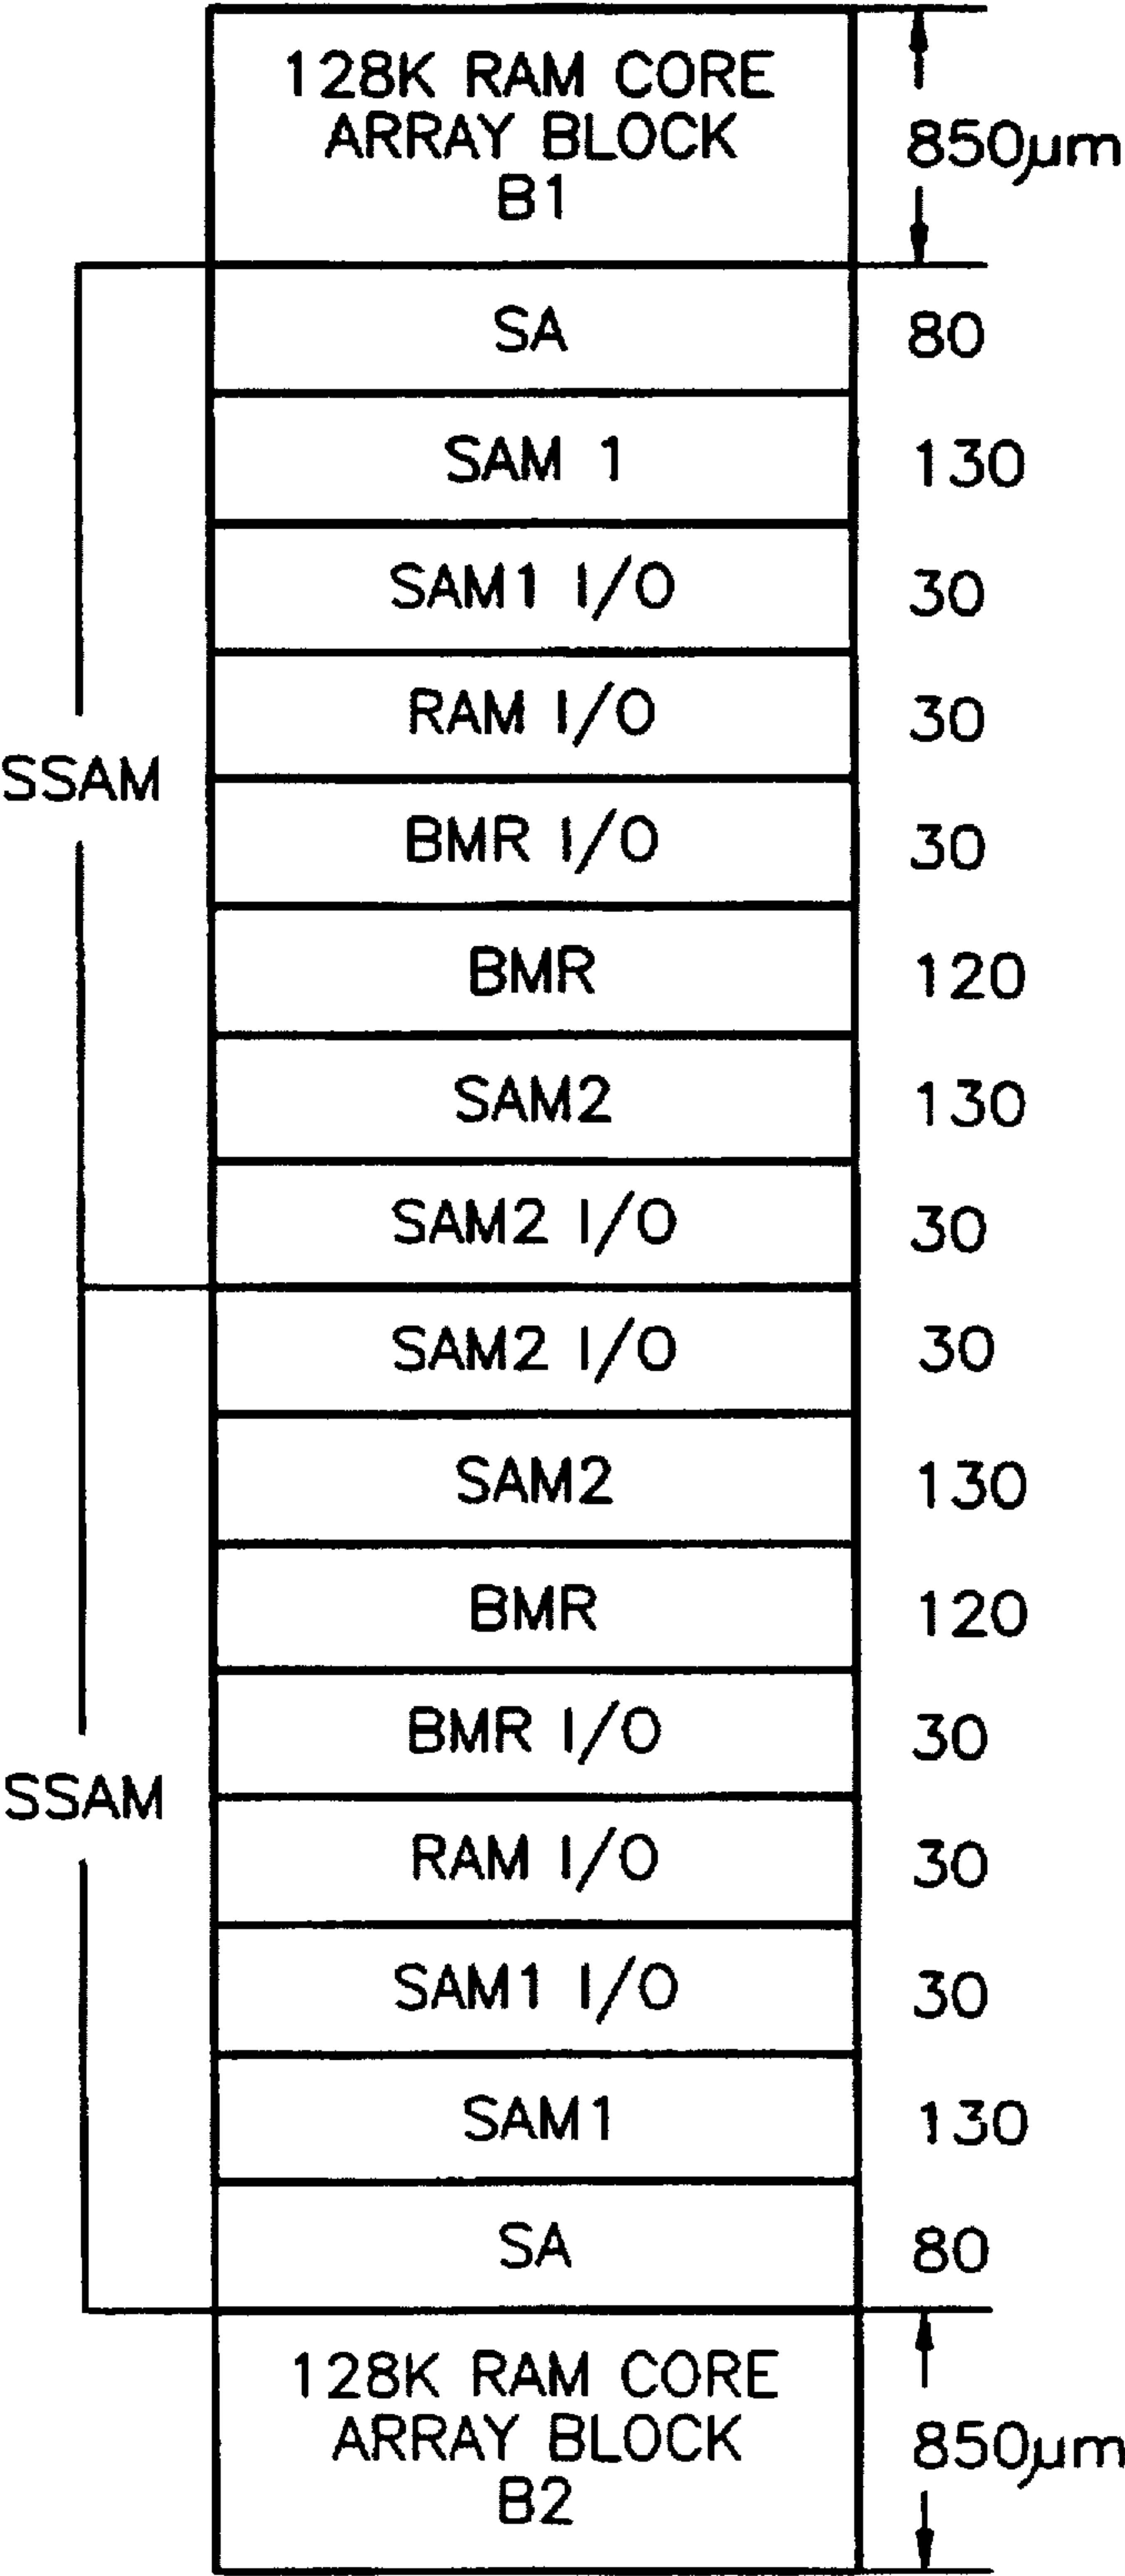 128K RAM CORE
ARRAY BLOCK
B1
850µm
SA
80
SAM 1
130
SAM1 I/O
30
RAM I/O
30
SSAM
BMR I/O
30
BMR
120
SAM2
130
SAM2 I/O
30
SAM2 I/O
30
SAM2
130
BMR
120
BMR I/O
30
SSAM
RAM I/O
30
SAM1 I/O
30
SAM1
130
SA
80
128K RAM CORE
ARRAY BLOCK
B2
850µm